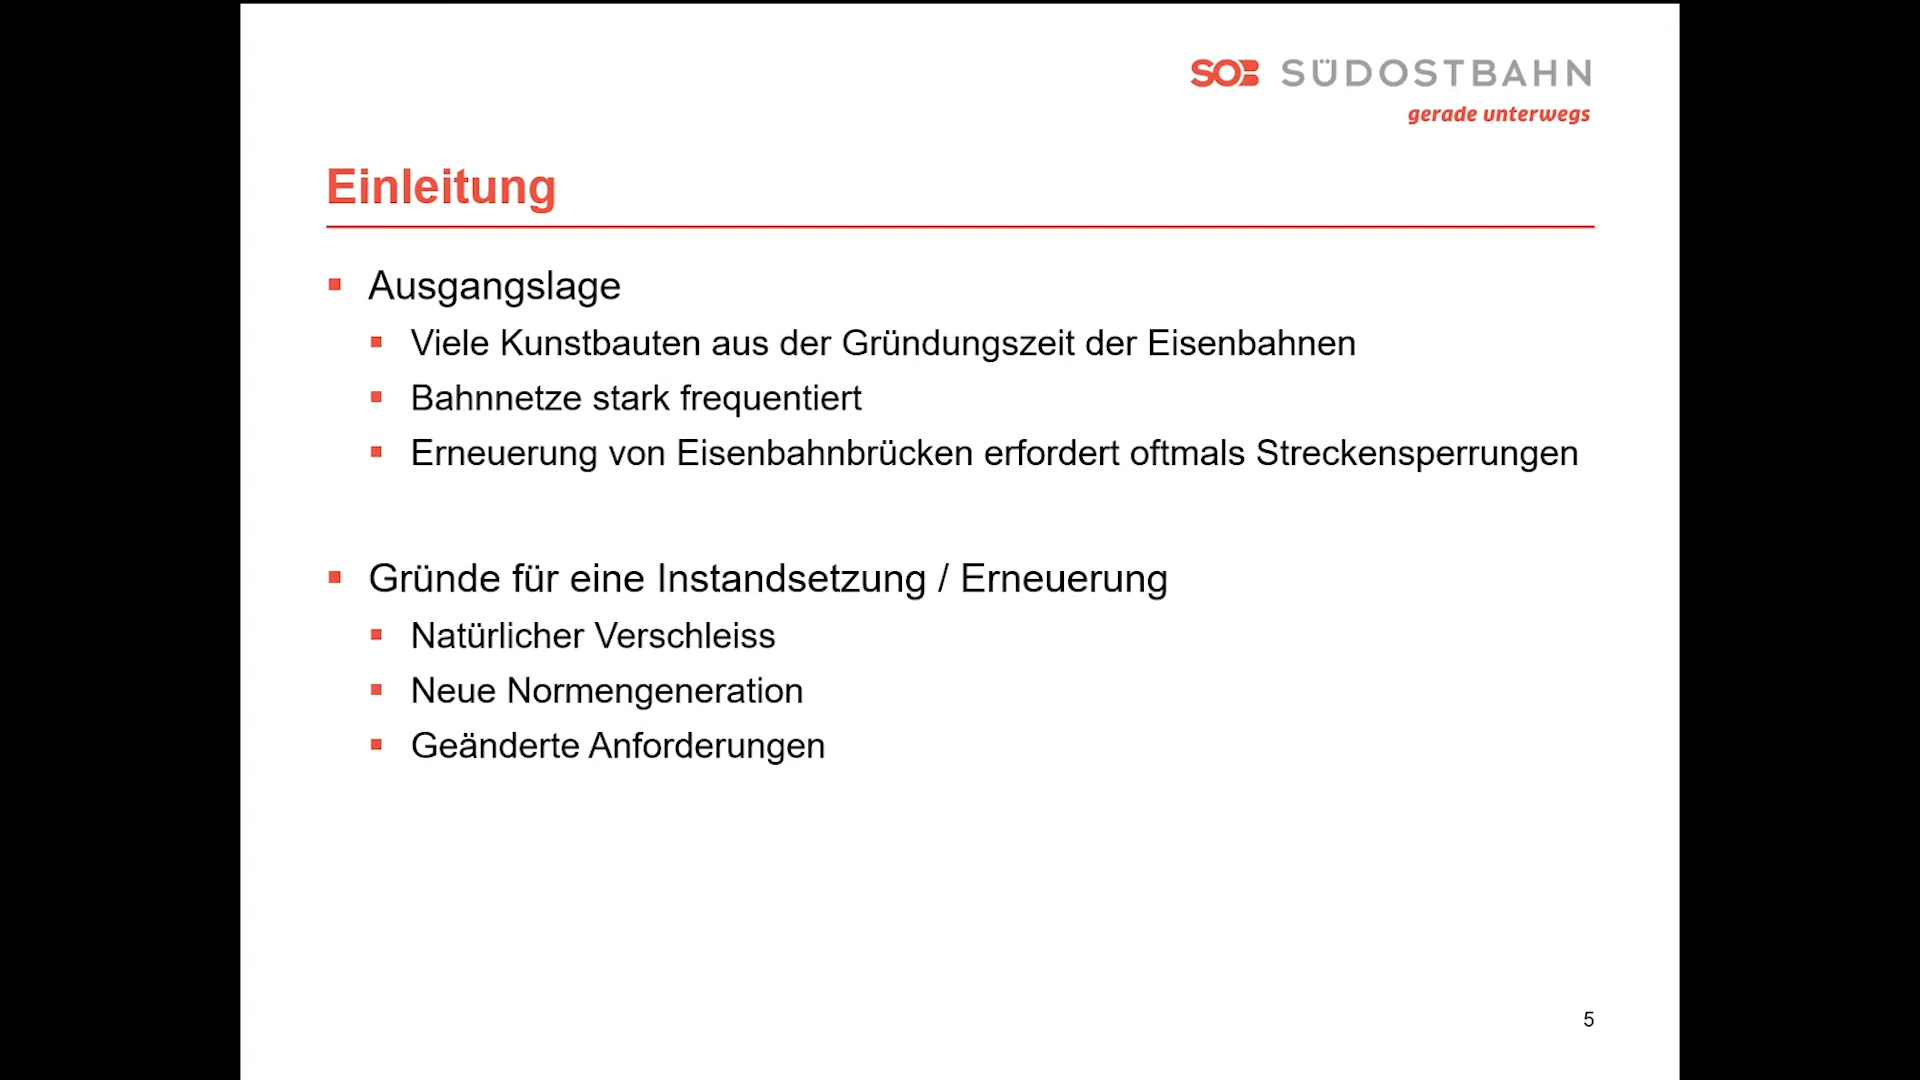 SOB SÜDOSTBAHN
gerade unterwegs
Einleitung
Ausgangslage
Viele Kunstbauten aus der Gründungszeit der Eisenbahnen
Bahnnetze stark frequentiert
Erneuerung von Eisenbahnbrücken erfordert oftmals Streckensperrungen
Gründe für eine Instandsetzung / Erneuerung
Natürlicher Verschleiss
Neue Normengeneration
Geänderte Anforderungen
5